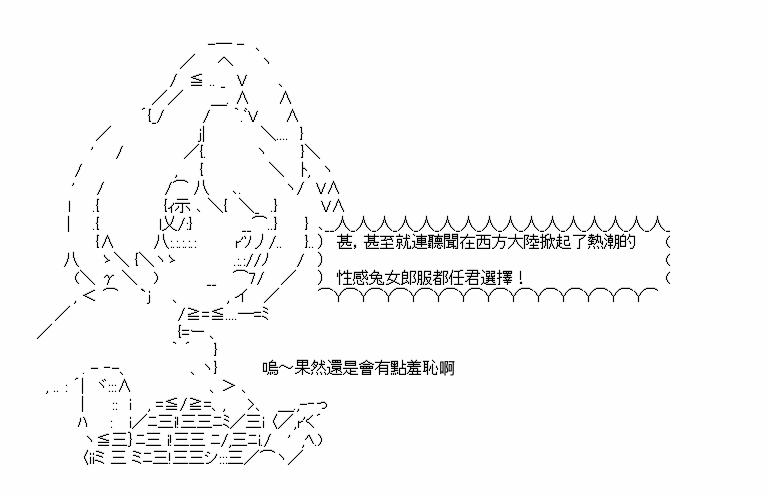 甚,甚至就連聽聞在西方大陸掀起了熱潮的
性感兔女郎服都任君選擇!
嗚～果然還是會有點羞恥啊